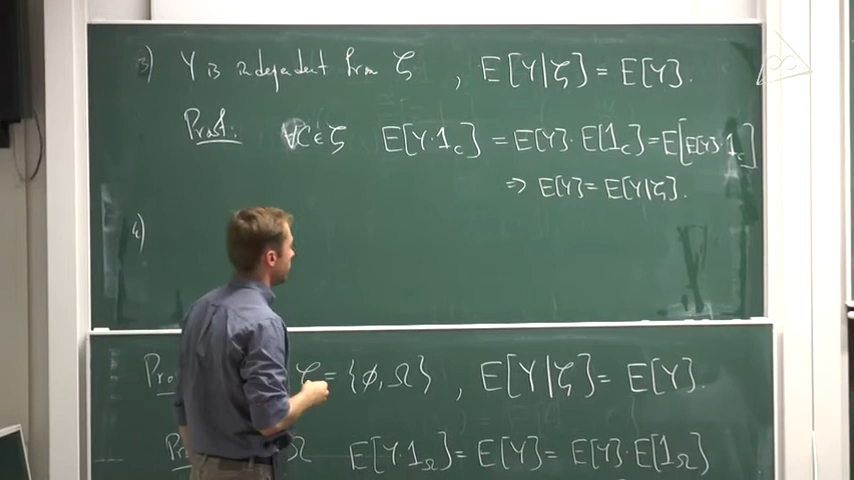 3) Y is independent from ζ , E[Y|ζ] = E[Y].
Proof: ∀C∈ζ E[Y·1_C] = E[Y]·E[1_C] = E[E[Y]·1_C]
⇒ E[Y] = E[Y|ζ].
4)
ζ = {∅, Ω} , E[Y|ζ] = E[Y].
Ω E[Y·1_Ω] = E[Y] = E[Y]·E[1_Ω]